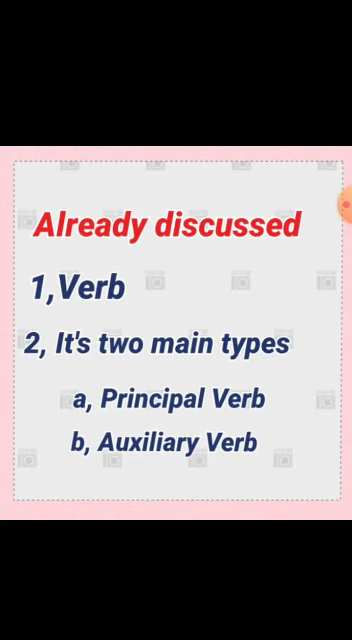 Already discussed
1,Verb
2, It's two main types
a, Principal Verb
b, Auxiliary Verb